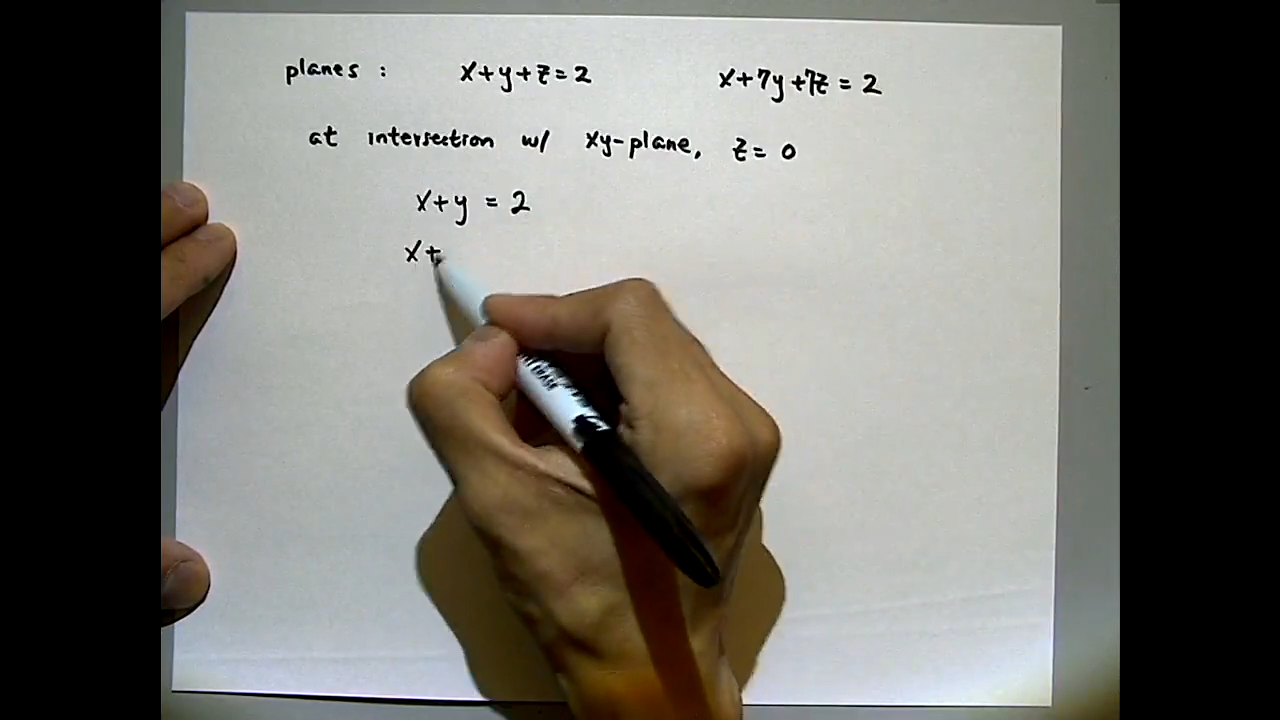 planes : x+y+z=2 x+7y+7z = 2
at intersection w/ xy-plane, z= 0
x+y = 2
x+